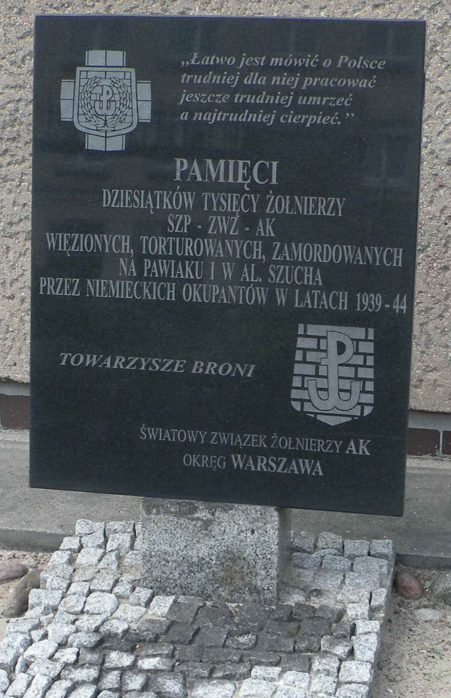 „Łatwo jest mówić o Polsce
trudniej dla niej pracować
jeszcze trudniej umrzeć
a najtrudniej cierpieć."
PAMIĘCI
DZIESIĄTKÓW TYSIĘCY ŻOŁNIERZY
SZP - ZWŻ - AK
WIĘZIONYCH, TORTUROWANYCH, ZAMORDOWANYCH
NA PAWIAKU I W AL. SZUCHA
PRZEZ NIEMIECKICH OKUPANTÓW W LATACH 1939-44
TOWARZYSZE BRONI
ŚWIATOWY ZWIĄZEK ŻOŁNIERZY AK
OKRĘG WARSZAWA